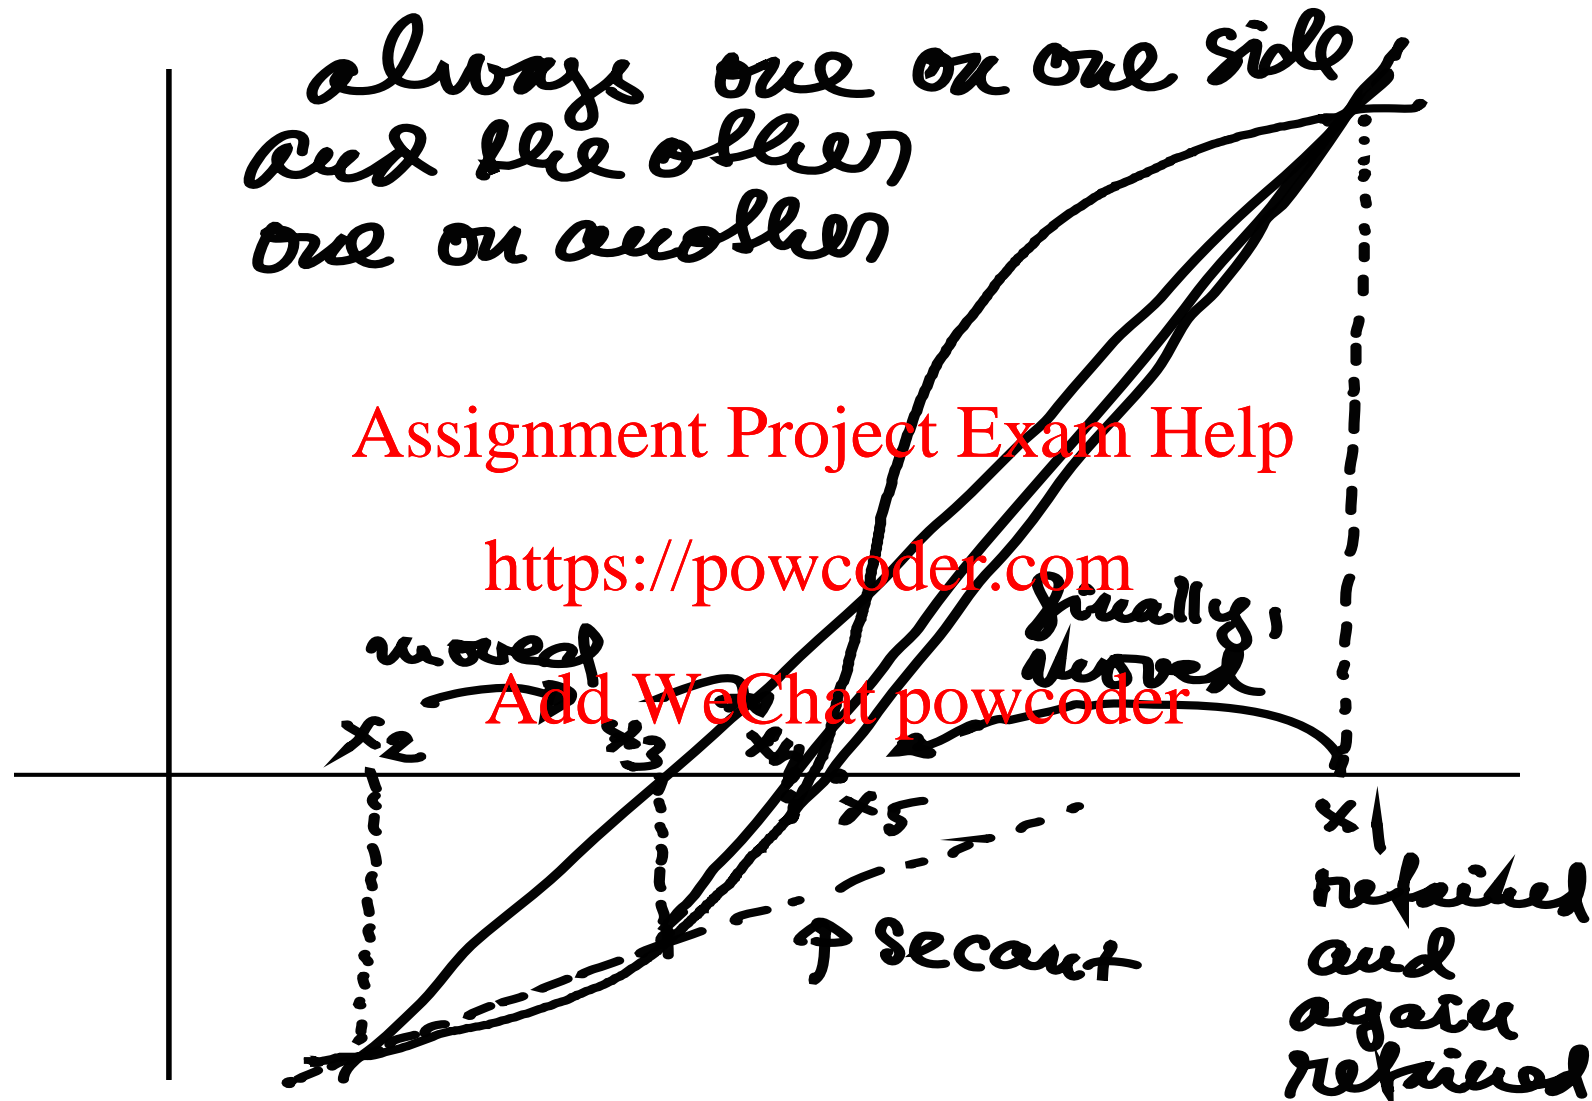 always one on one side
and the other
one on another
Assignment Project Exam Help
https://powcoder.com
finally,
moved
moved
Add WeChat powcoder
x2
x3
x4
x5
x1
↑ secant
retained
and
again
retained